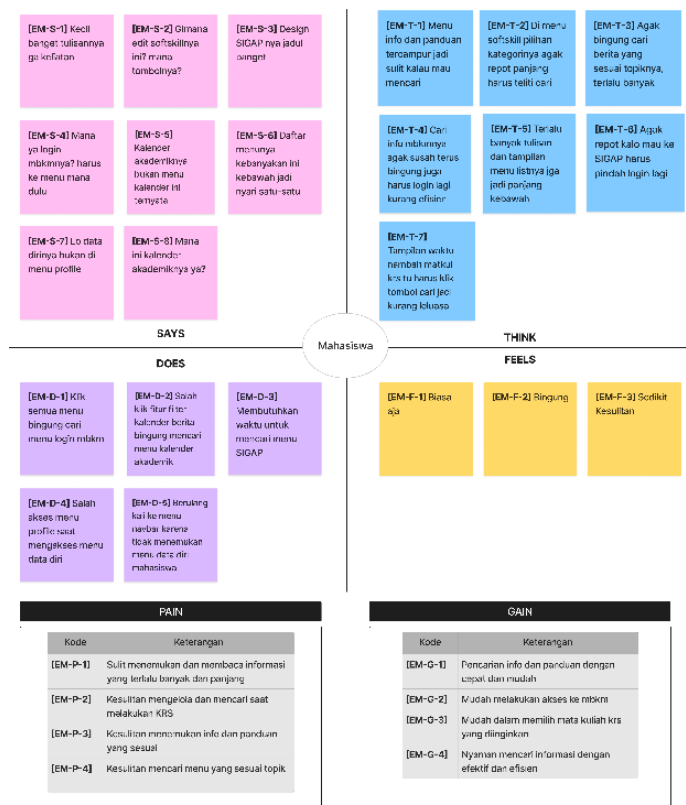 [EM-S-1] Kecil
banget tulisannya
ga keliatan
[EM-S-2] Gimana
edit softskillnya
ini? mana
tombolnya?
[EM-S-3] Design
SIGAP nya jadul
banget
[EM-S-4] Mana
ya login
mbkmnya? harus
ke menu mana
dulu
[EM-S-5]
Kalender
akademiknya
bukan menu
kalender ini
ternyata
[EM-S-6] Daftar
menunya
kebanyakan ini
kebawah jadi
nyari satu-satu
[EM-S-7] Lo data
dirinya bukan di
menu profile
[EM-S-8] Mana
ini kalender
akademiknya ya?
SAYS
[EM-T-1] Menu
info dan panduan
tercampur jadi
sulit kalau mau
mencari
[EM-T-2] Di menu
softskill pilihan
kategorinya agak
repot panjang
harus teliti cari
[EM-T-3] Agak
bingung cari
berita yang
sesuai topiknya,
terlalu banyak
[EM-T-4] Cari
info mbkmnya
agak susah terus
bingung juga
harus login lagi
kurang efisien
[EM-T-5] Terlalu
banyak tulisan
dan tampilan
menu listnya jga
jadi panjang
kebawah
[EM-T-6] Agak
repot kalo mau ke
SIGAP harus
pindah login lagi
[EM-T-7]
Tampilan waktu
nambah matkul
krs tu harus klik
tombol cari jadi
kurang leluasa
THINK
Mahasiswa
DOES
[EM-D-1] Klik
semua menu
bingung cari
menu login mbkm
[EM-D-2] Salah
klik fitur filter
kalender berita
bingung mencari
menu kalender
akademik
[EM-D-3]
Membutuhkan
waktu untuk
mencari menu
SIGAP
[EM-D-4] Salah
akses menu
profile saat
mengakses menu
data diri
[EM-D-5] Berulang
kali ke menu
navbar karena
tidak menemukan
menu data diri
mahasiswa
FEELS
[EM-F-1] Biasa
aja
[EM-F-2] Bingung
[EM-F-3] Sedikit
Kesulitan
PAIN
Kode Keterangan
[EM-P-1] Sulit menemukan dan membaca informasi
yang terlalu banyak dan panjang
[EM-P-2] Kesulitan mengelola dan mencari saat
melakukan KRS
[EM-P-3] Kesulitan menemukan info dan panduan
yang sesuai
[EM-P-4] Kesulitan mencari menu yang sesuai topik
GAIN
Kode Keterangan
[EM-G-1] Pencarian info dan panduan dengan
cepat dan mudah
[EM-G-2] Mudah melakukan akses ke mbkm
[EM-G-3] Mudah dalam memilih mata kuliah krs
yang diinginkan
[EM-G-4] Nyaman mencari informasi dengan
efektif dan efisien